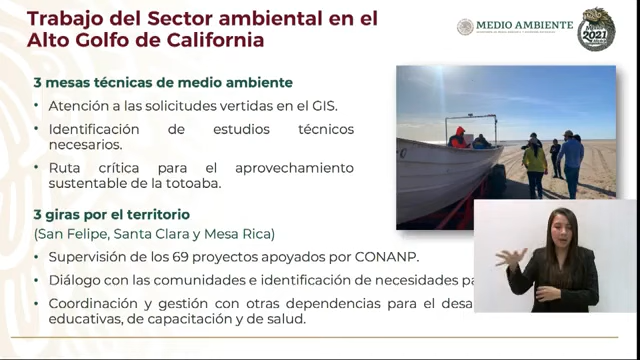 Trabajo del Sector ambiental en el
Alto Golfo de California
MEDIO AMBIENTE
2021
3 mesas técnicas de medio ambiente
• Atención a las solicitudes vertidas en el GIS.
• Identificación de estudios técnicos
necesarios.
• Ruta crítica para el aprovechamiento
sustentable de la totoaba.
3 giras por el territorio
(San Felipe, Santa Clara y Mesa Rica)
• Supervisión de los 69 proyectos apoyados por CONANP.
• Diálogo con las comunidades e identificación de necesidades pa
• Coordinación y gestión con otras dependencias para el desa
educativas, de capacitación y de salud.